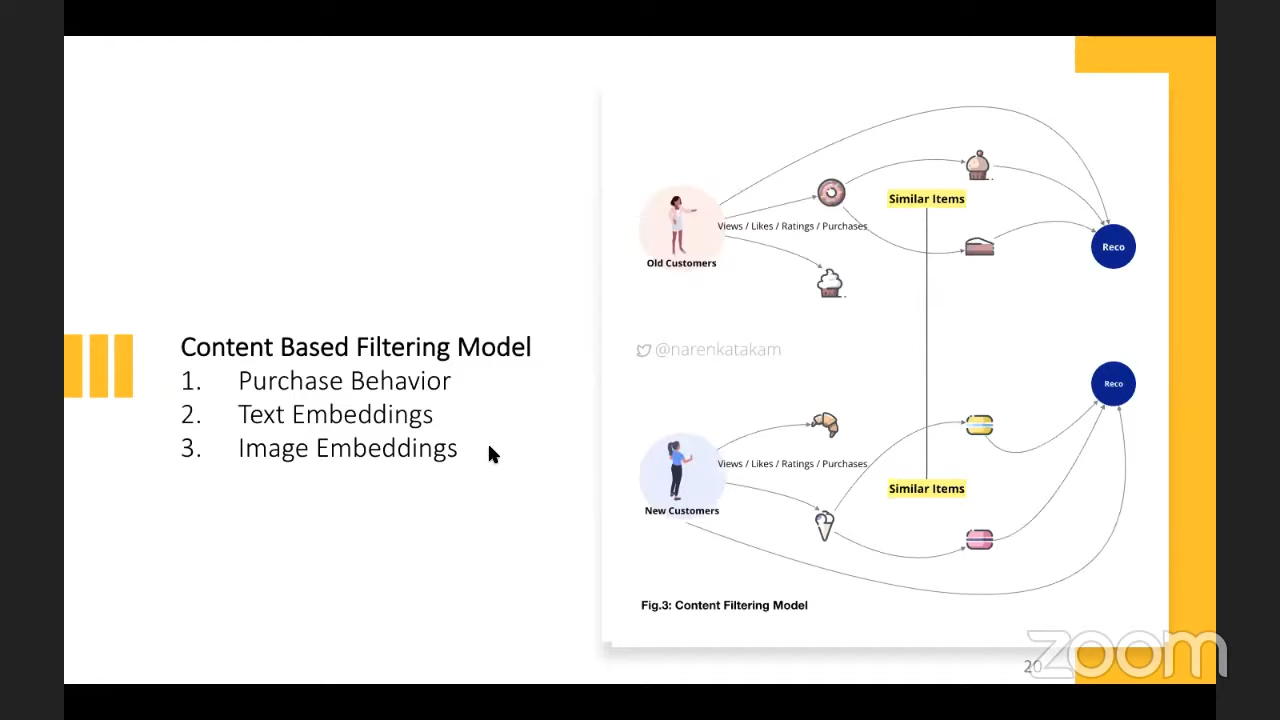 Content Based Filtering Model
1. Purchase Behavior
2. Text Embeddings
3. Image Embeddings
Similar Items
Views / Likes / Ratings / Purchases
Reco
Old Customers
@narenkatakam
Reco
Views / Likes / Ratings / Purchases
Similar Items
New Customers
Fig.3: Content Filtering Model
20
zoom